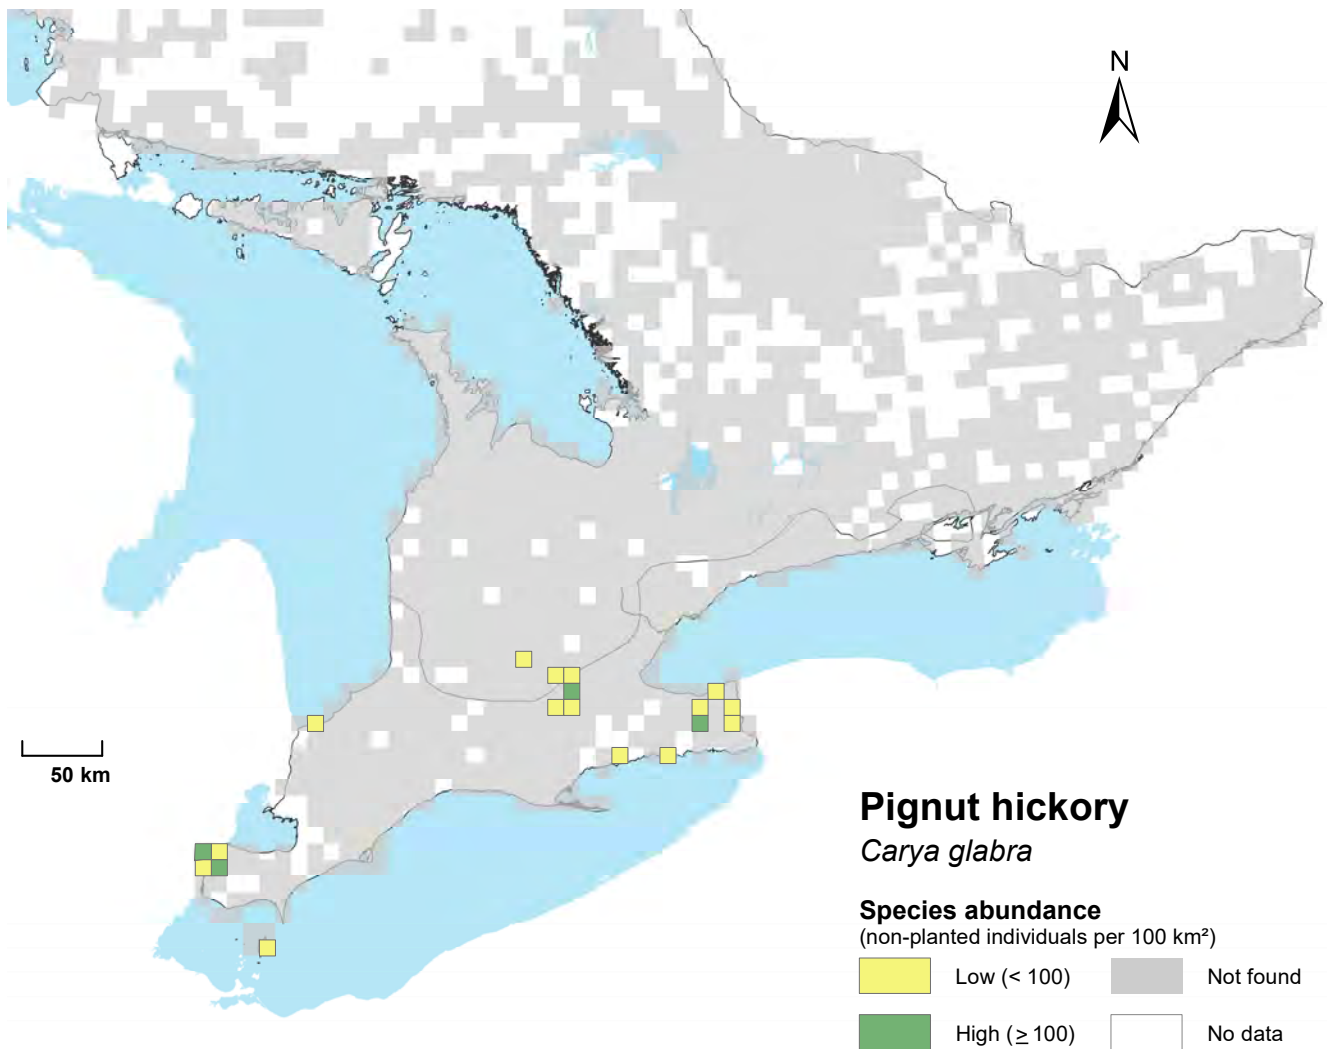 N
50 km
Pignut hickory
Carya glabra
Species abundance
(non-planted individuals per 100 km²)
Low (< 100)
Not found
High (≥ 100)
No data